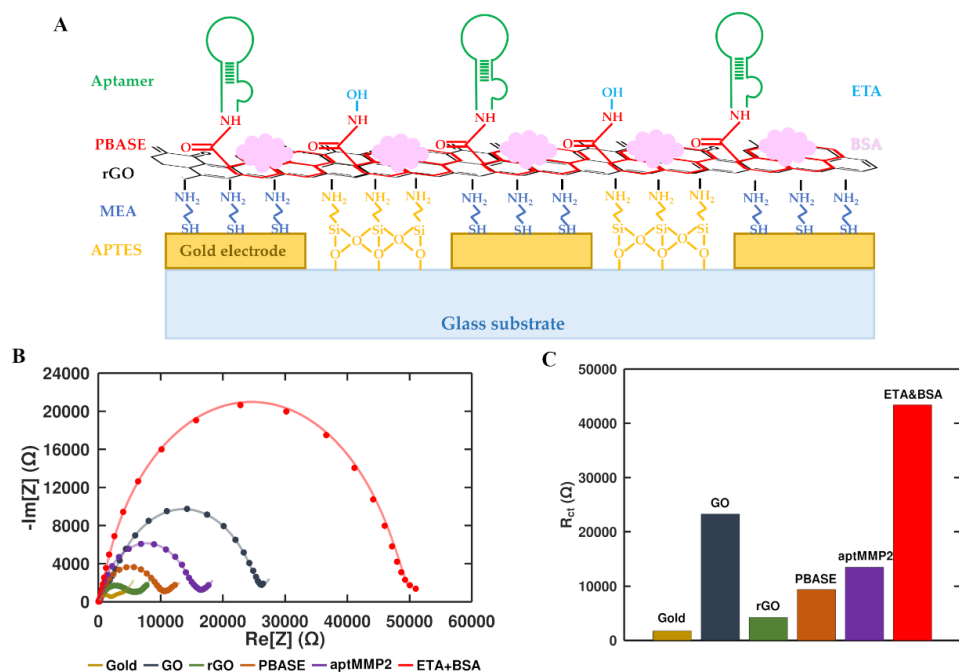 A
Aptamer
OH
OH
ETA
NH
NH
NH
NH
NH
PBASE
O
O
O
O
O
BSA
rGO
MEA
NH2 NH2 NH2 NH2 NH2 NH2 NH2 NH2 NH2 NH2 NH2 NH2 NH2 NH2 NH2
SH SH SH Si Si Si SH SH SH Si Si Si SH SH SH
APTES
Gold electrode
O O O O
O O O O
O O O O O O
Glass substrate
B
-Im[Z] (Ω)
24000
20000
16000
12000
8000
4000
0
0 10000 20000 30000 40000 50000 60000
Re[Z] (Ω)
Gold GO rGO PBASE aptMMP2 ETA+BSA
C
Rct (Ω)
50000
40000
30000
20000
10000
0
Gold
GO
rGO
PBASE
aptMMP2
ETA&BSA